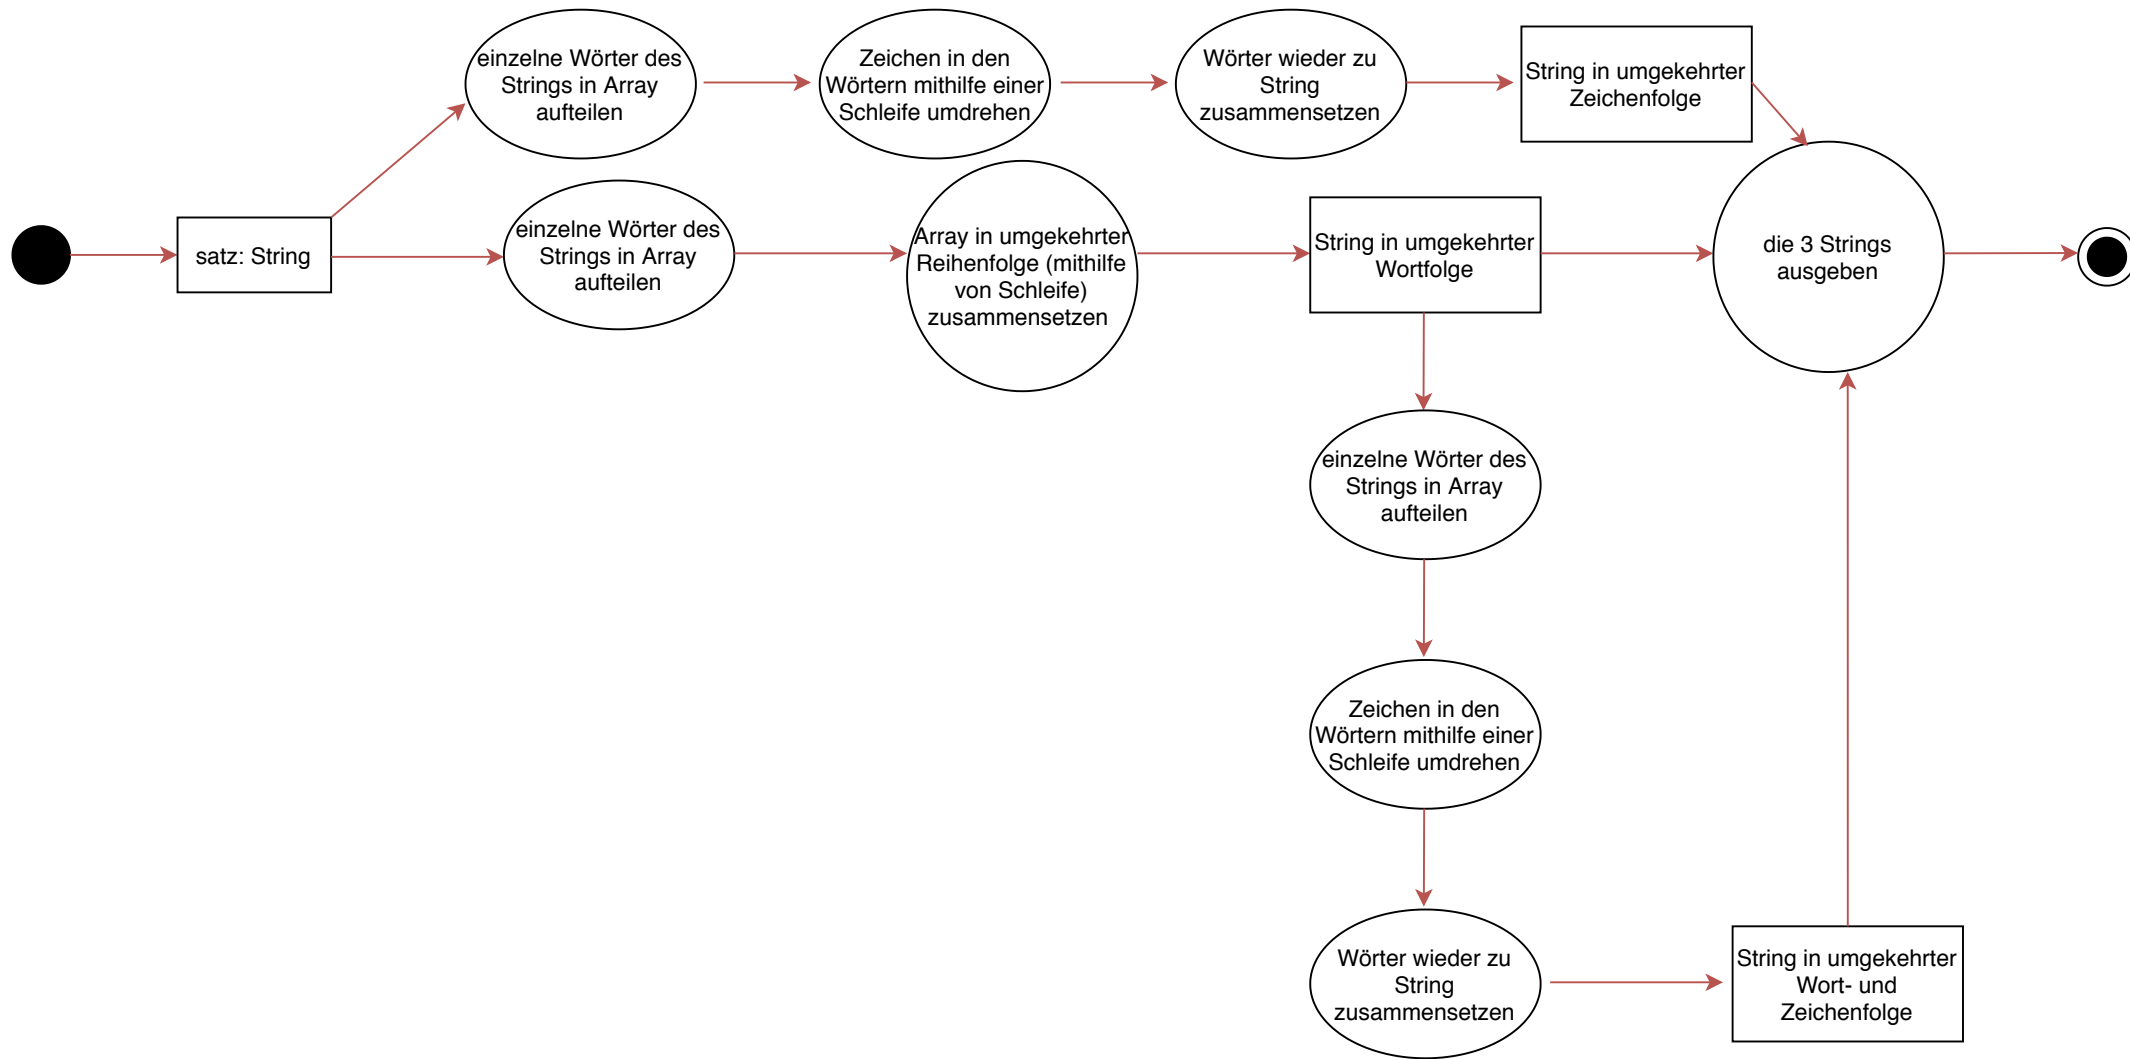 einzelne Wörter des
Strings in Array
aufteilen
Zeichen in den
Wörtern mithilfe einer
Schleife umdrehen
Wörter wieder zu
String
zusammensetzen
String in umgekehrter
Zeichenfolge
satz: String
einzelne Wörter des
Strings in Array
aufteilen
Array in umgekehrter
Reihenfolge (mithilfe
von Schleife)
zusammensetzen
String in umgekehrter
Wortfolge
die 3 Strings
ausgeben
einzelne Wörter des
Strings in Array
aufteilen
Zeichen in den
Wörtern mithilfe einer
Schleife umdrehen
Wörter wieder zu
String
zusammensetzen
String in umgekehrter
Wort- und
Zeichenfolge